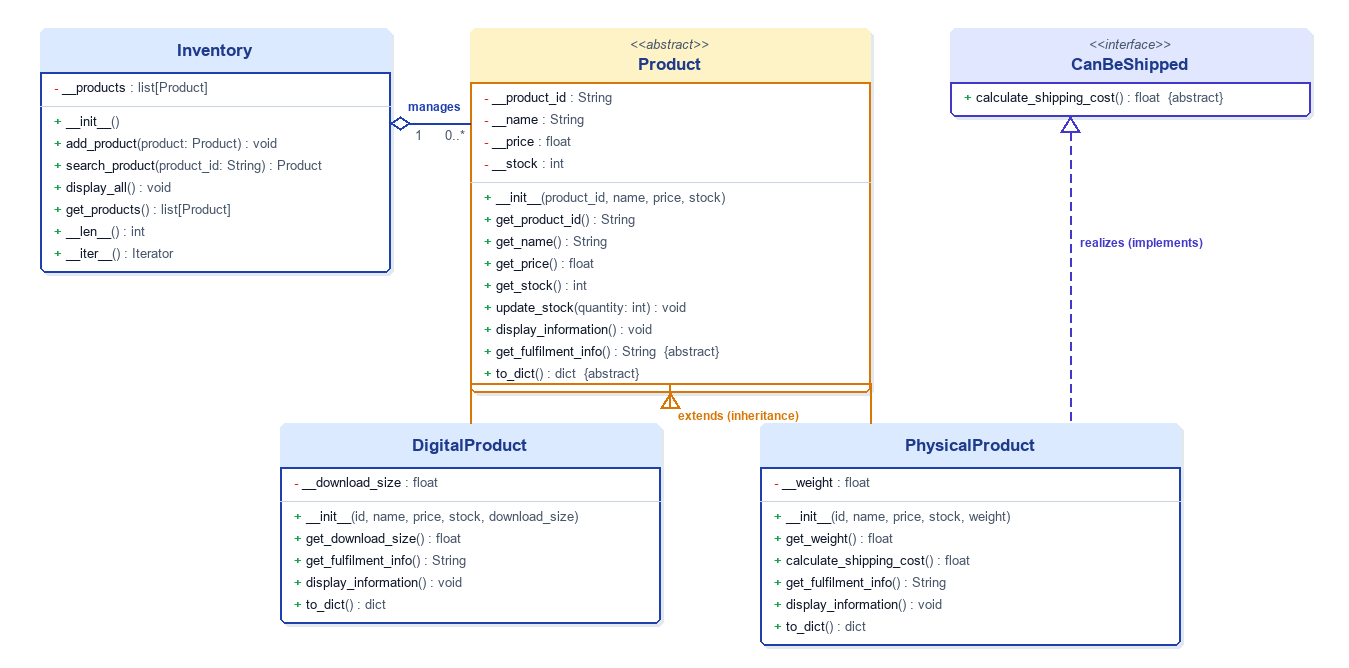 Inventory
- __products : list[Product]
+ __init__()
+ add_product(product: Product) : void
+ search_product(product_id: String) : Product
+ display_all() : void
+ get_products() : list[Product]
+ __len__() : int
+ __iter__() : Iterator
manages
1 0..*
<<abstract>>
Product
- __product_id : String
- __name : String
- __price : float
- __stock : int
+ __init__(product_id, name, price, stock)
+ get_product_id() : String
+ get_name() : String
+ get_price() : float
+ get_stock() : int
+ update_stock(quantity: int) : void
+ display_information() : void
+ get_fulfilment_info() : String {abstract}
+ to_dict() : dict {abstract}
<<interface>>
CanBeShipped
+ calculate_shipping_cost() : float {abstract}
realizes (implements)
extends (inheritance)
DigitalProduct
- __download_size : float
+ __init__(id, name, price, stock, download_size)
+ get_download_size() : float
+ get_fulfilment_info() : String
+ display_information() : void
+ to_dict() : dict
PhysicalProduct
- __weight : float
+ __init__(id, name, price, stock, weight)
+ get_weight() : float
+ calculate_shipping_cost() : float
+ get_fulfilment_info() : String
+ display_information() : void
+ to_dict() : dict